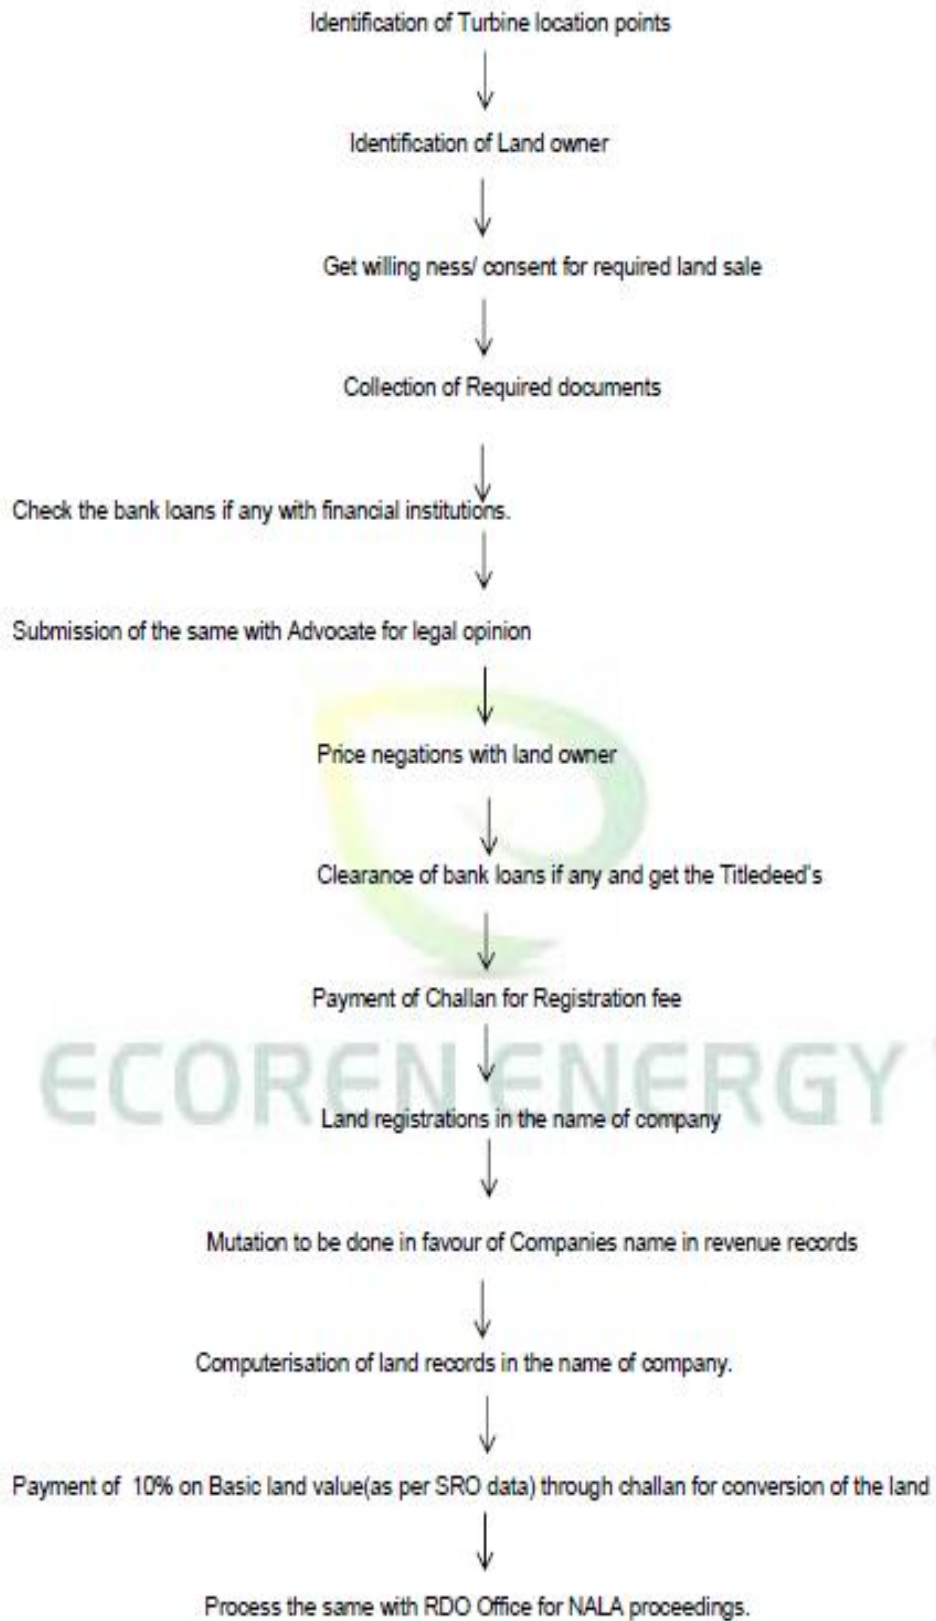 Identification of Turbine location points
Identification of Land owner
Get willing ness/ consent for required land sale
Collection of Required documents
Check the bank loans if any with financial institutions.
Submission of the same with Advocate for legal opinion
Price negations with land owner
Clearance of bank loans if any and get the Titledeed's
Payment of Challan for Registration fee
ECOREN ENERGY
Land registrations in the name of company
Mutation to be done in favour of Companies name in revenue records
Computerisation of land records in the name of company.
Payment of  10% on Basic land value(as per SRO data) through challan for conversion of the land
Process the same with RDO Office for NALA proceedings.